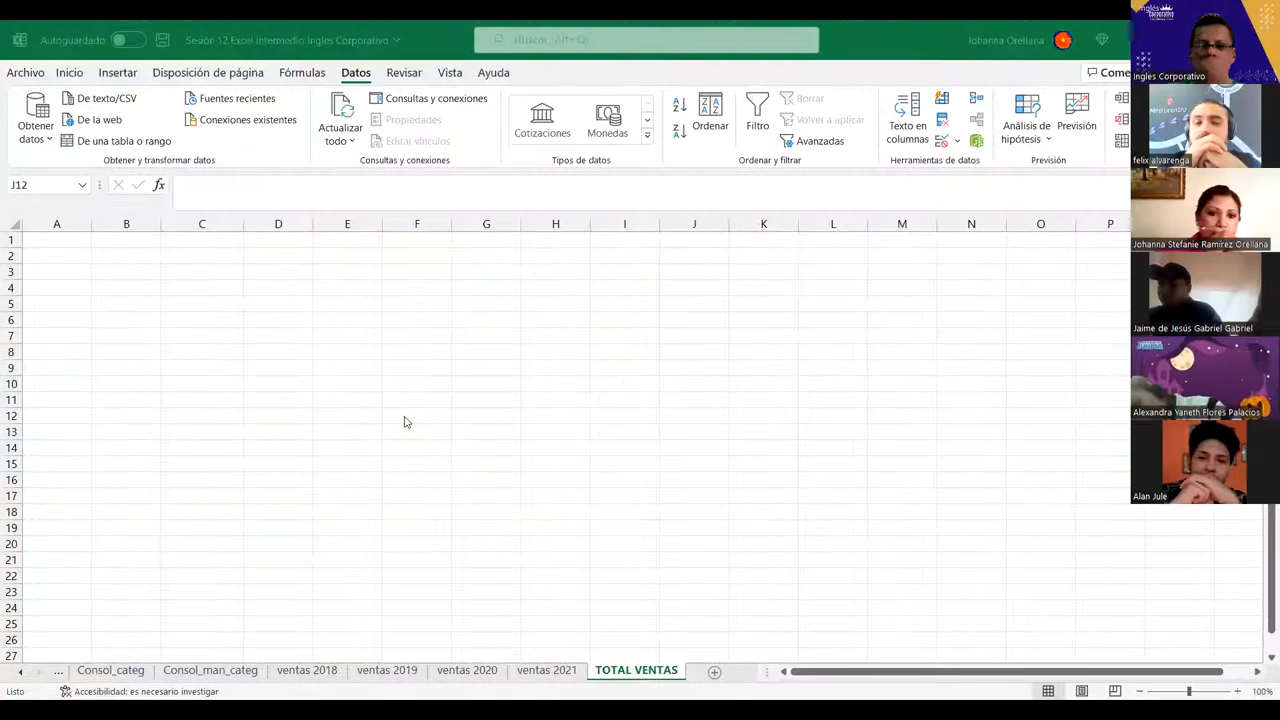 Autoguardado
Sesión 12 Excel Intermedio Ingles Corporativo
Buscar (Alt+Q)
Johanna Orellana
Archivo Inicio Insertar Disposición de página Fórmulas Datos Revisar Vista Ayuda
Obtener datos
De texto/CSV
De la web
De una tabla o rango
Fuentes recientes
Conexiones existentes
Obtener y transformar datos
Actualizar todo
Consultas y conexiones
Propiedades
Editar vínculos
Consultas y conexiones
Cotizaciones
Monedas
Tipos de datos
Ordenar
Filtro
Borrar
Volver a aplicar
Avanzadas
Ordenar y filtrar
Texto en columnas
Herramientas de datos
Análisis de hipótesis
Previsión
Previsión
Come
J12
fx
A B C D E F G H I J K L M N O P
1
2
3
4
5
6
7
8
9
10
11
12
13
14
15
16
17
18
19
20
21
22
23
24
25
26
27
... Consol_categ Consol_man_categ ventas 2018 ventas 2019 ventas 2020 ventas 2021 TOTAL VENTAS
Listo
Accesibilidad: es necesario investigar
100%
Inglés Corporativo
Ingles Corporativo
Metrocentro
felix alvarenga
Johanna Stefanie Ramírez Orellana
Jaime de Jesús Gabriel Gabriel
Alexandra Yaneth Flores Palacios
Alan Jule